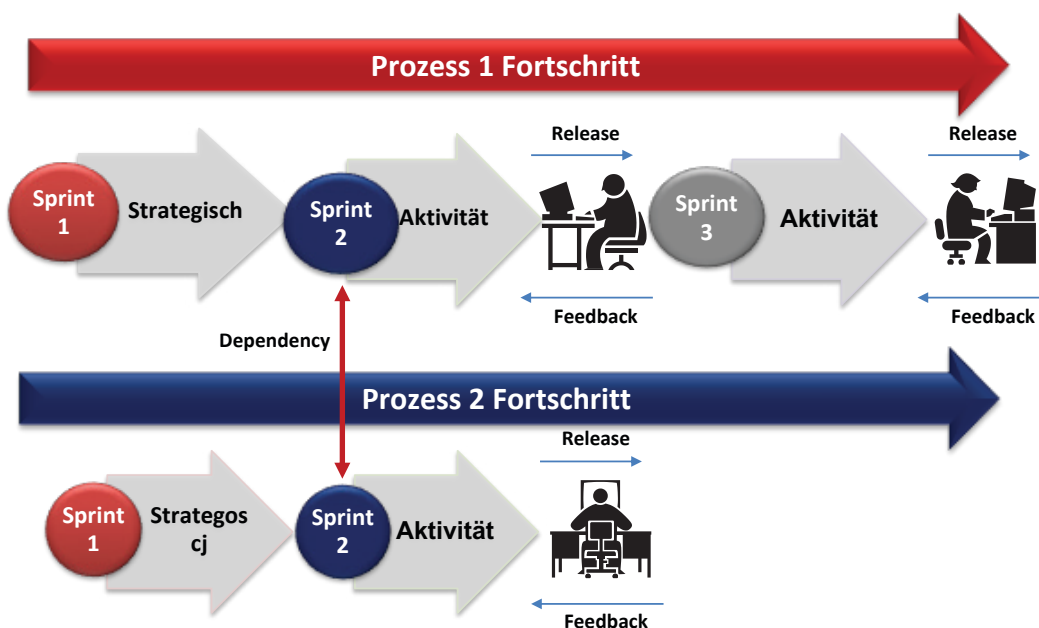 Prozess 1 Fortschritt
Release
Release
Sprint
1
Strategisch
Sprint
2
Aktivität
Sprint
3
Aktivität
Feedback
Feedback
Dependency
Prozess 2 Fortschritt
Release
Sprint
1
Strategos
cj
Sprint
2
Aktivität
Feedback